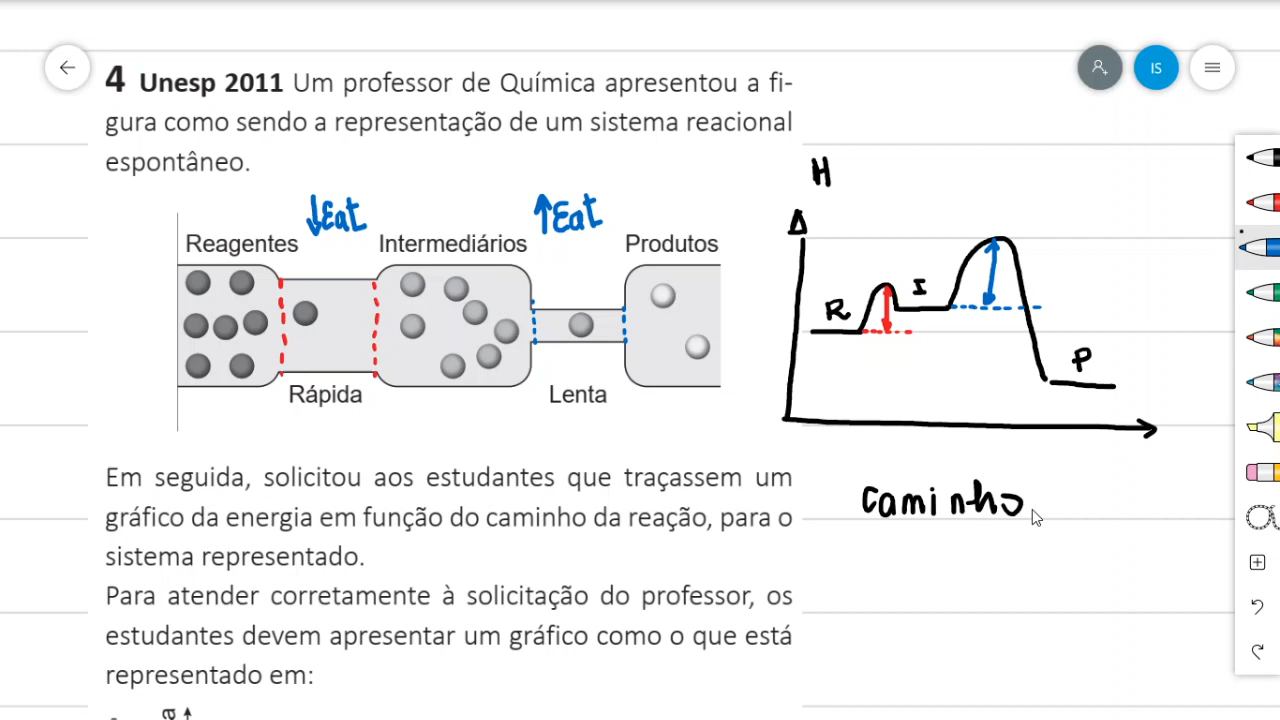 4 Unesp 2011 Um professor de Química apresentou a fi-
gura como sendo a representação de um sistema reacional
espontâneo.
↓Eat ↑Eat
Reagentes Intermediários Produtos
Rápida Lenta
H
R I P
caminho
IS
Em seguida, solicitou aos estudantes que traçassem um
gráfico da energia em função do caminho da reação, para o
sistema representado.
Para atender corretamente à solicitação do professor, os
estudantes devem apresentar um gráfico como o que está
representado em: